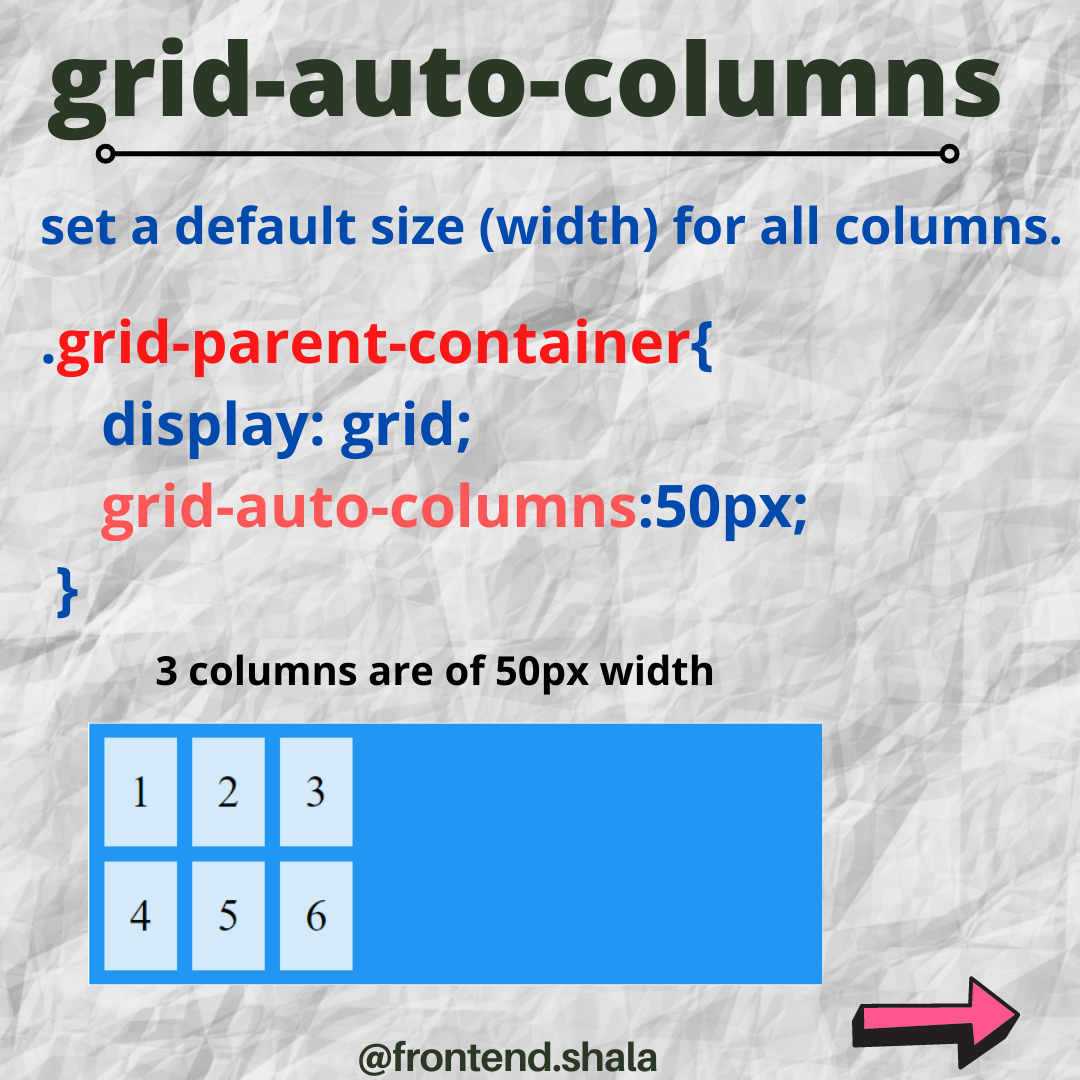 grid-auto-columns
set a default size (width) for all columns.
.grid-parent-container{
display: grid;
grid-auto-columns:50px;
}
3 columns are of 50px width
1 2 3
4 5 6
@frontend.shala